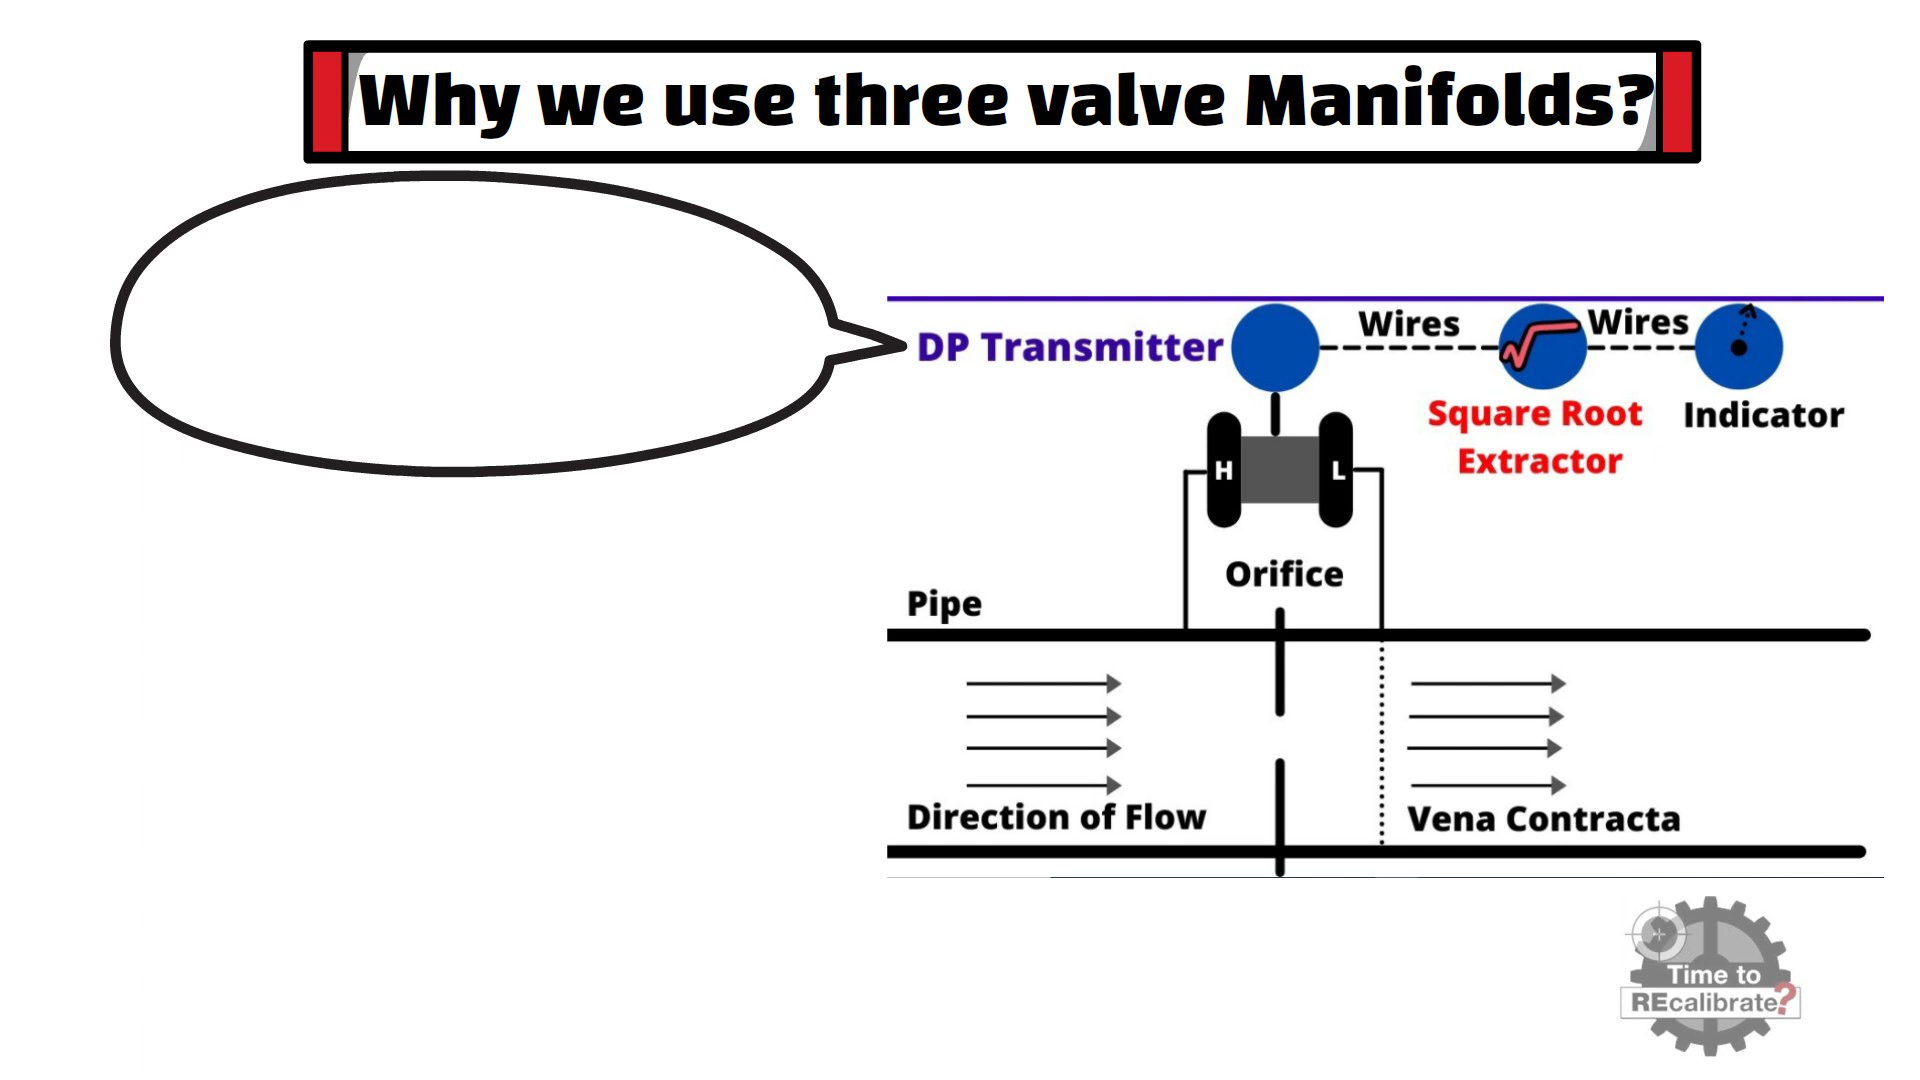 Why we use three valve Manifolds?
DP Transmitter
Wires
Wires
Square Root
Extractor
Indicator
H
L
Orifice
Pipe
Direction of Flow
Vena Contracta
Time to
REcalibrate?